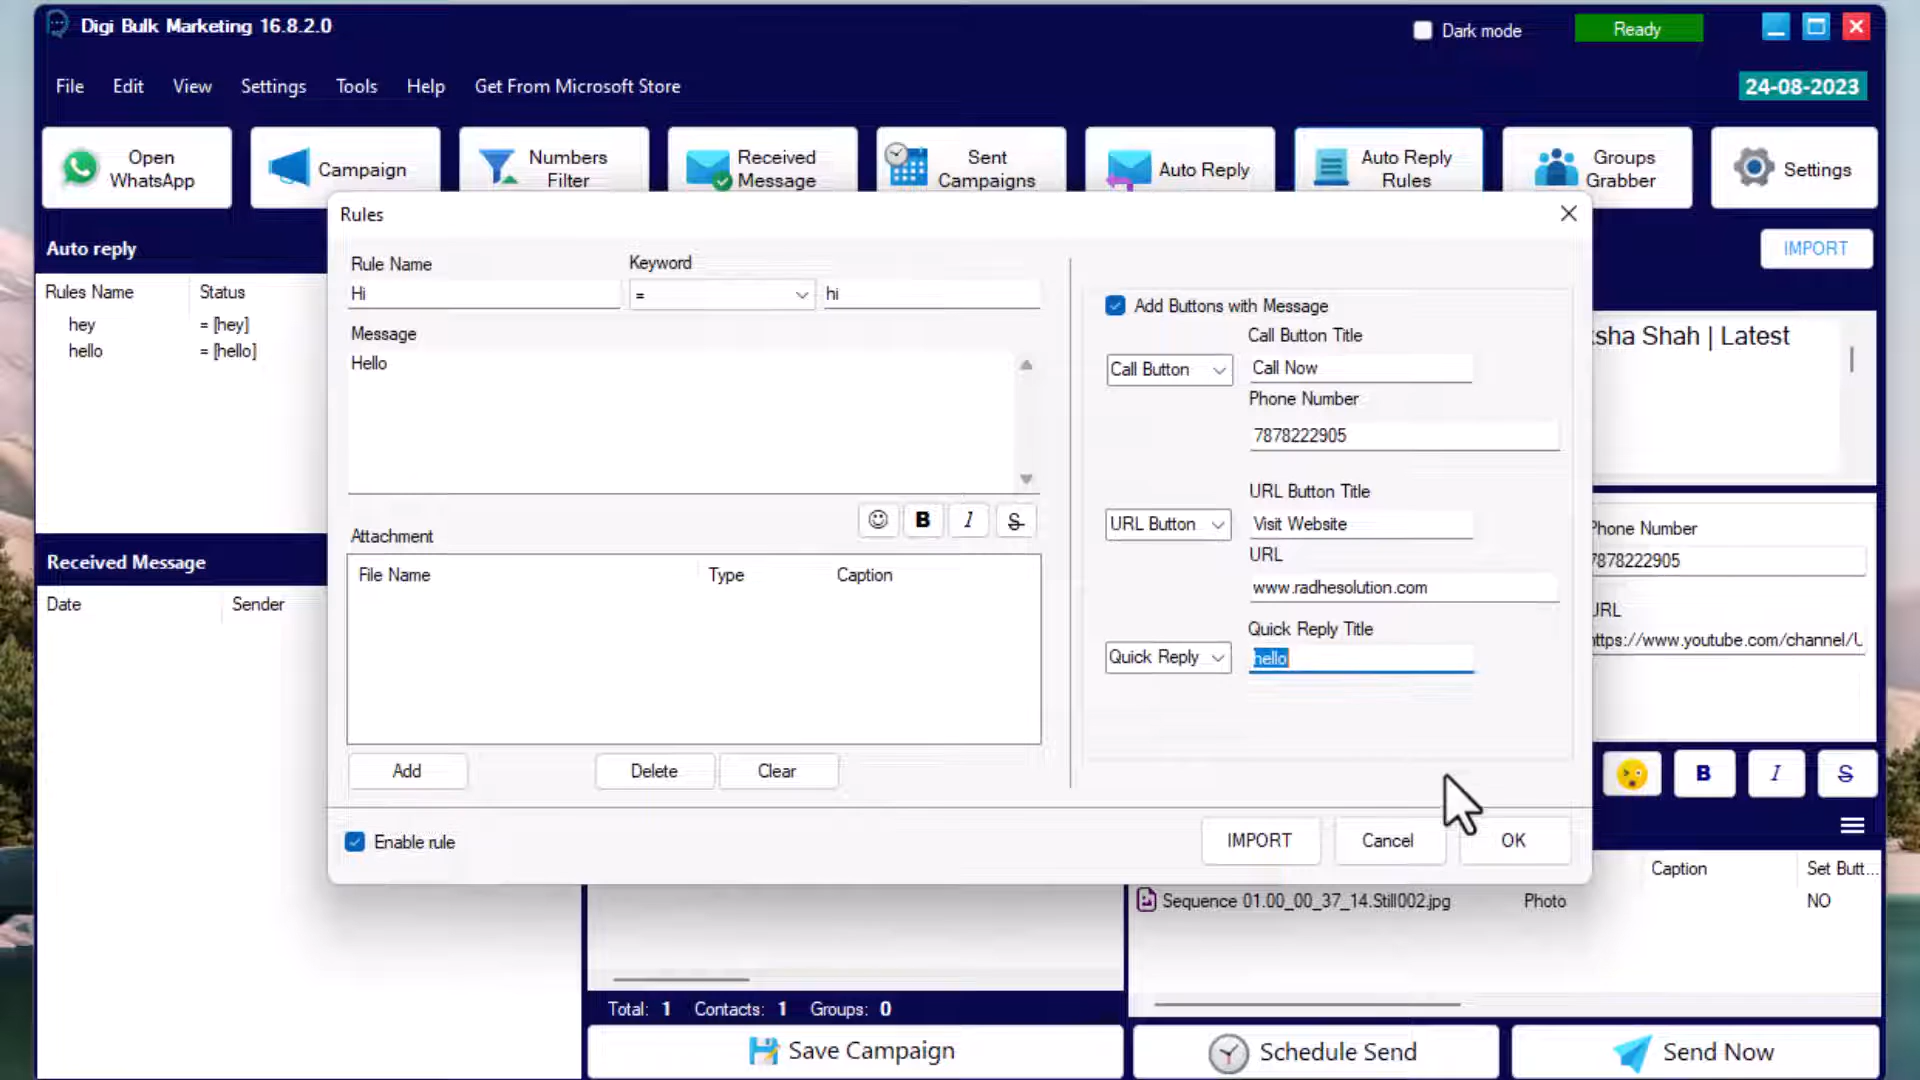 Digi Bulk Marketing 16.8.2.0
Dark mode
Ready
File Edit View Settings Tools Help Get From Microsoft Store
24-08-2023
Open WhatsApp
Campaign
Numbers Filter
Received Message
Sent Campaigns
Auto Reply
Auto Reply Rules
Groups Grabber
Settings
Auto reply
IMPORT
Rules Name Status
hey = [hey]
hello = [hello]
Received Message
Date Sender
Rules
Rule Name Keyword
Hi = hi
Message
Hello
B I S
Attachment
File Name Type Caption
Add Delete Clear
Enable rule
Add Buttons with Message
Call Button Title
Call Button Call Now
Phone Number
7878222905
URL Button Title
URL Button Visit Website
URL
www.radhesolution.com
Quick Reply Title
Quick Reply hello
IMPORT Cancel OK
sha Shah | Latest
Phone Number
7878222905
URL
https://www.youtube.com/channel/U
B I S
Caption Set Butt...
Sequence 01.00_00_37_14.Still002.jpg Photo NO
Total: 1 Contacts: 1 Groups: 0
Save Campaign
Schedule Send
Send Now